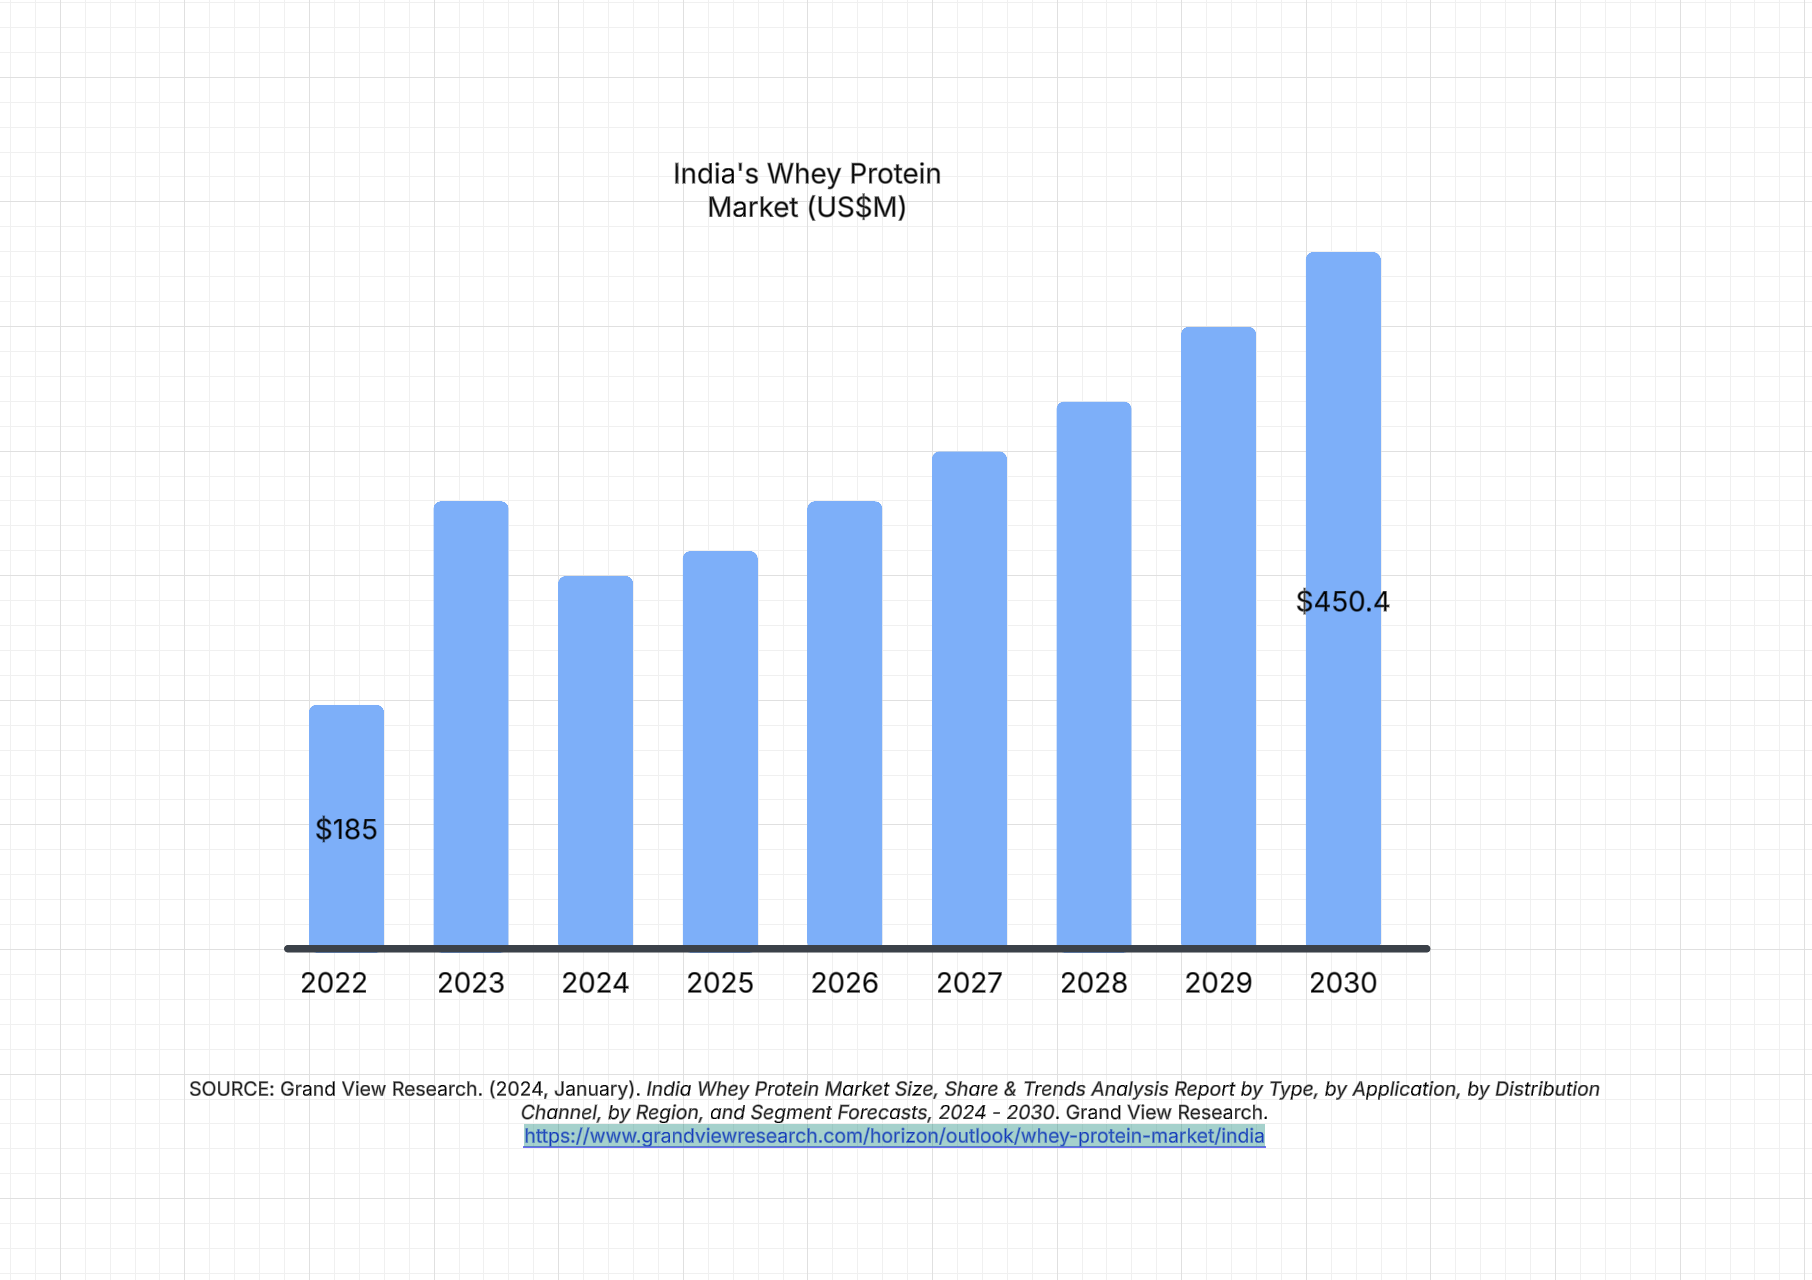 India's Whey Protein
Market (US$M)
$450.4
$185
2022 2023 2024 2025 2026 2027 2028 2029 2030
SOURCE: Grand View Research. (2024, January). India Whey Protein Market Size, Share & Trends Analysis Report by Type, by Application, by Distribution
Channel, by Region, and Segment Forecasts, 2024 - 2030. Grand View Research.
https://www.grandviewresearch.com/horizon/outlook/whey-protein-market/india